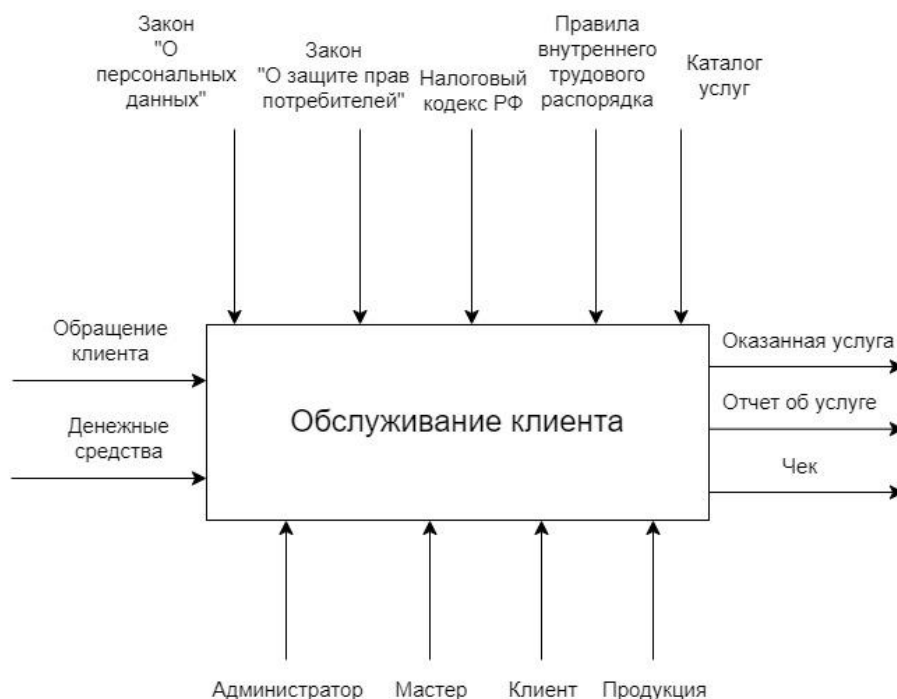 Закон
"О
персональных
данных"
Закон
"О защите прав
потребителей"
Налоговый
кодекс РФ
Правила
внутреннего
трудового
распорядка
Каталог
услуг
Обращение
клиента
Денежные
средства
Обслуживание клиента
Оказанная услуга
Отчет об услуге
Чек
Администратор
Мастер
Клиент
Продукция